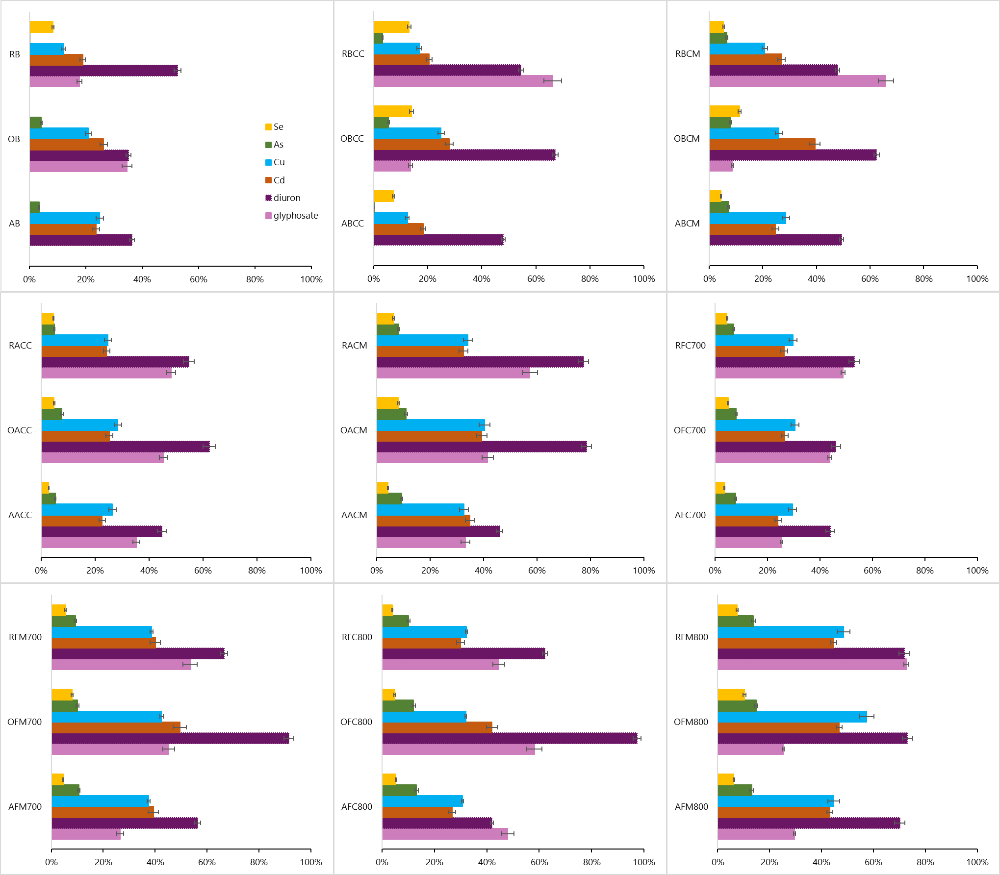 RB
OB
AB
Se
As
Cu
Cd
diuron
glyphosate
0% 20% 40% 60% 80% 100%
RBCC
OBCC
ABCC
0% 20% 40% 60% 80% 100%
RBCM
OBCM
ABCM
0% 20% 40% 60% 80% 100%
RACC
OACC
AACC
0% 20% 40% 60% 80% 100%
RACM
OACM
AACM
0% 20% 40% 60% 80% 100%
RFC700
OFC700
AFC700
0% 20% 40% 60% 80% 100%
RFM700
OFM700
AFM700
0% 20% 40% 60% 80% 100%
RFC800
OFC800
AFC800
0% 20% 40% 60% 80% 100%
RFM800
OFM800
AFM800
0% 20% 40% 60% 80% 100%